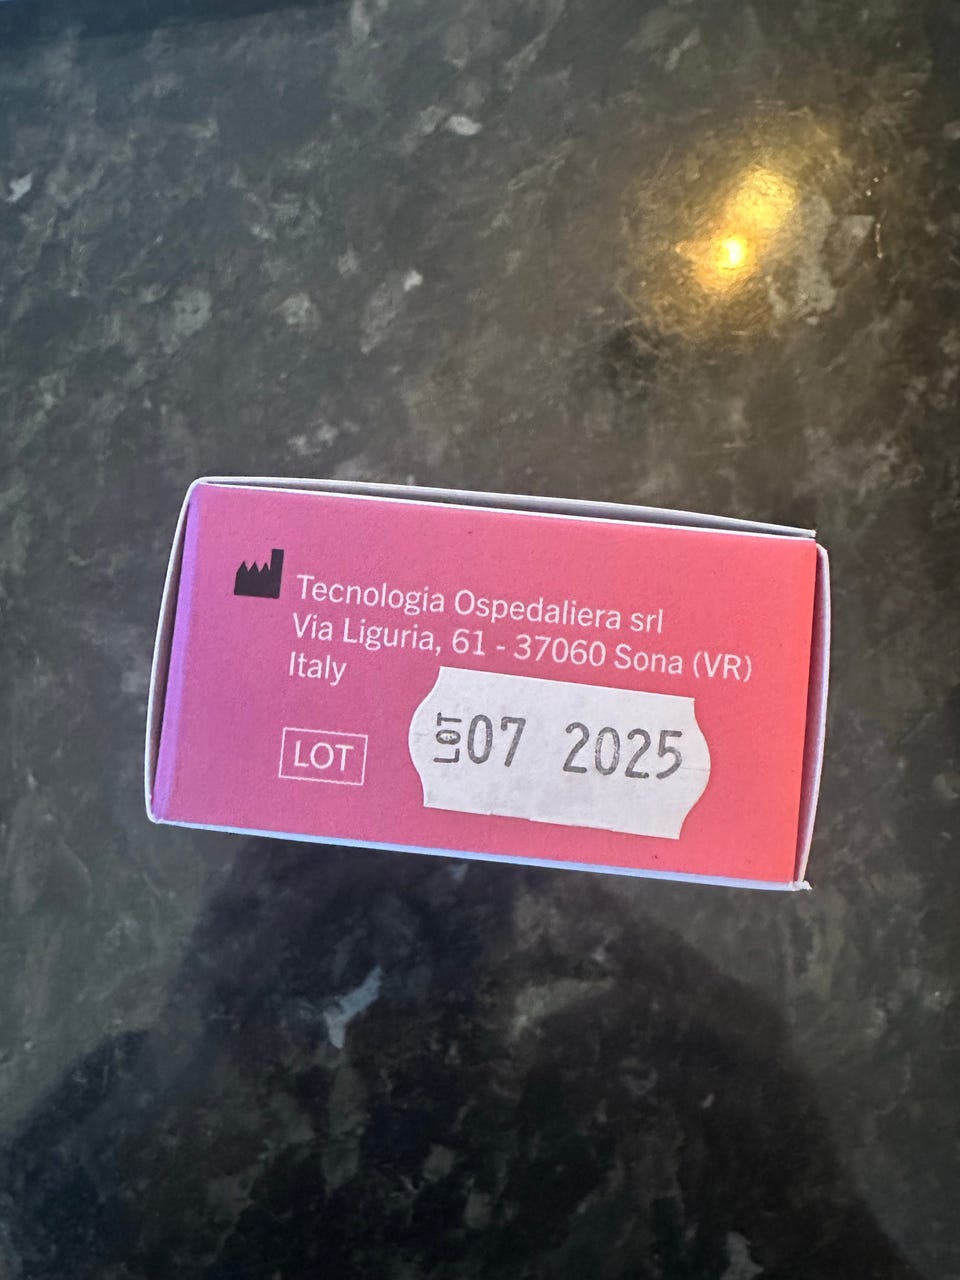 Tecnologia Ospedaliera srl
Via Liguria, 61 - 37060 Sona (VR)
Italy
LOT
LOT 07 2025